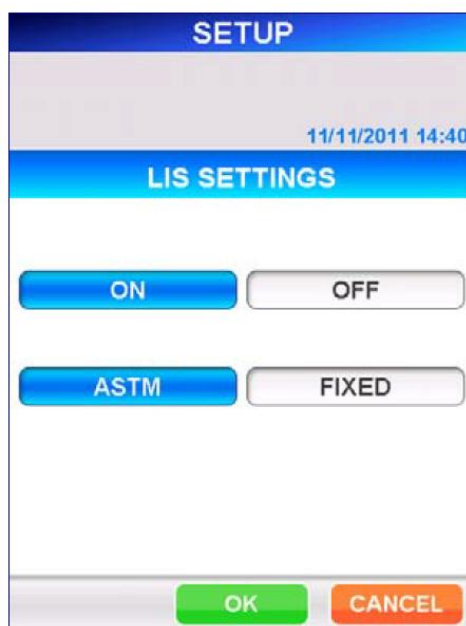 SETUP
11/11/2011 14:40
LIS SETTINGS
ON OFF
ASTM FIXED
OK CANCEL